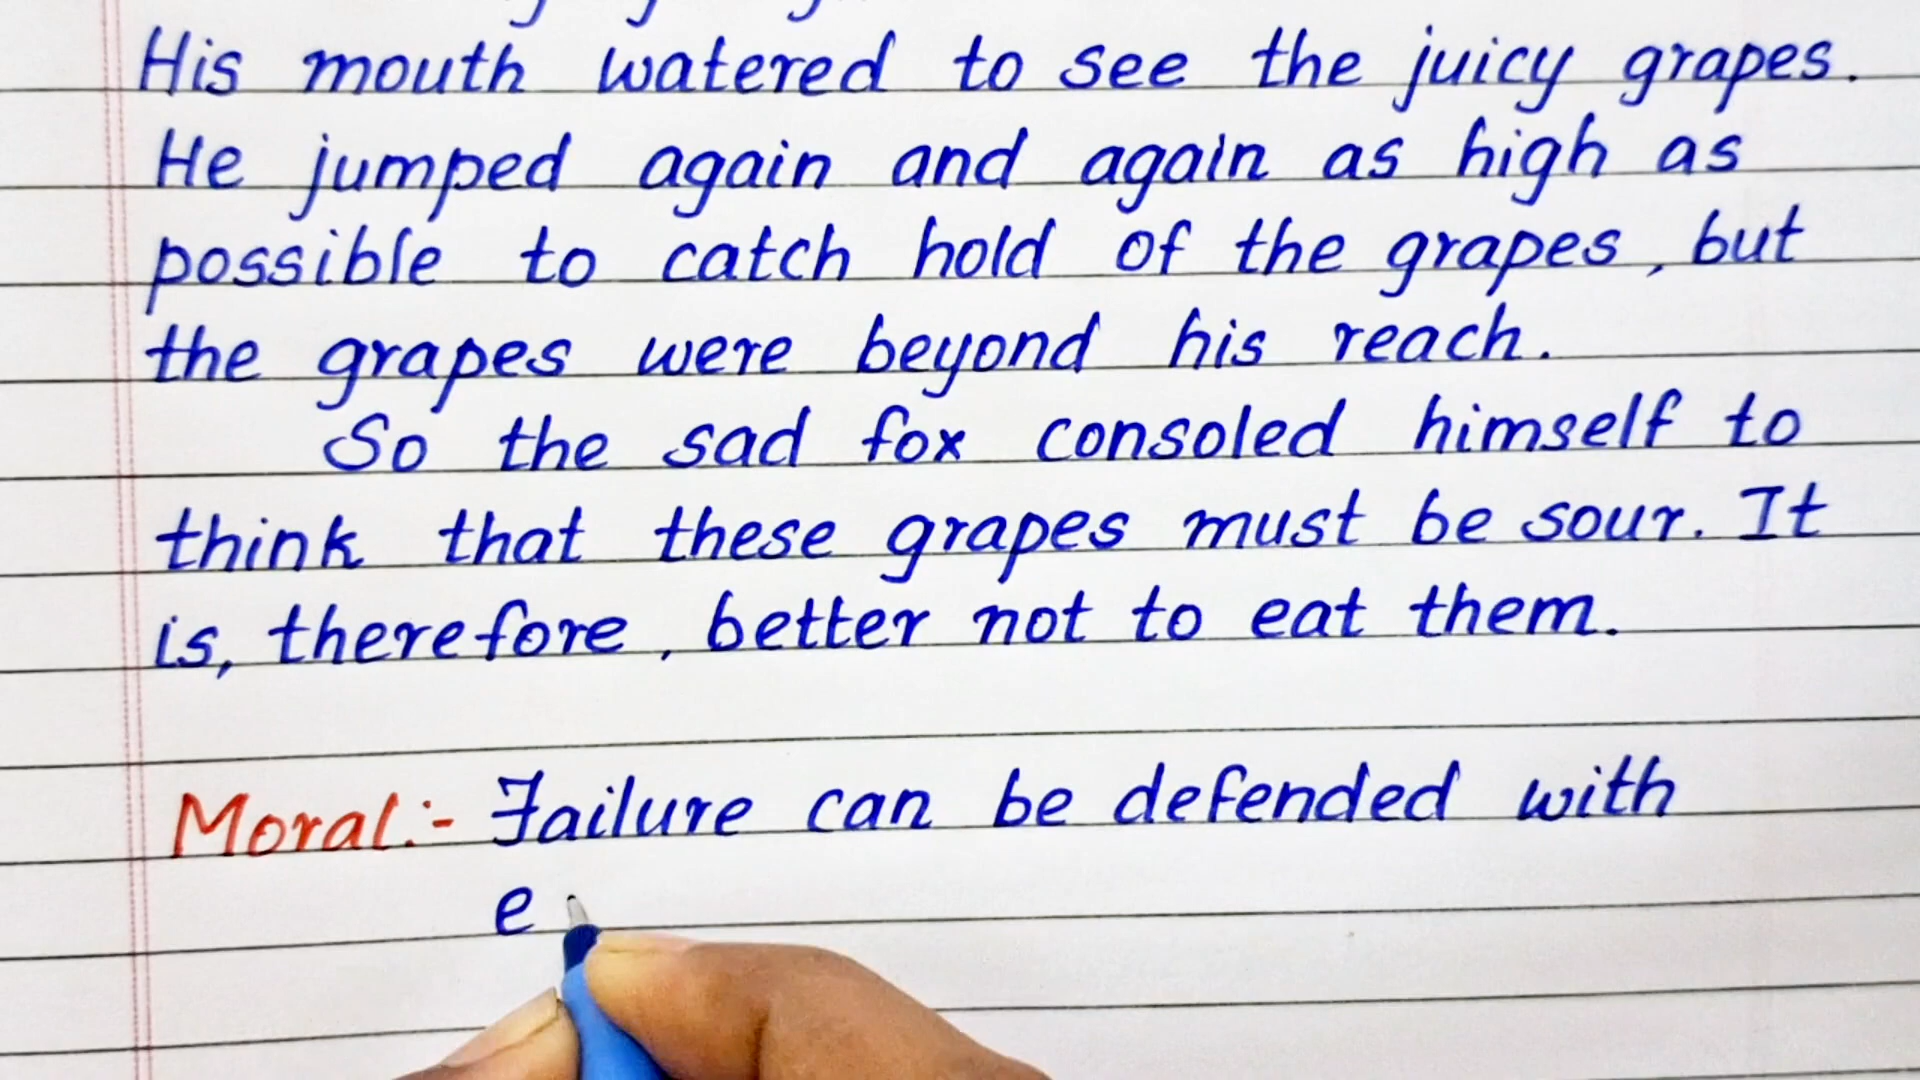 His mouth watered to see the juicy grapes.
He jumped again and again as high as
possible to catch hold of the grapes, but
the grapes were beyond his reach.
So the sad fox consoled himself to
think that these grapes must be sour. It
is, therefore, better not to eat them.
Moral:- Failure can be defended with
e